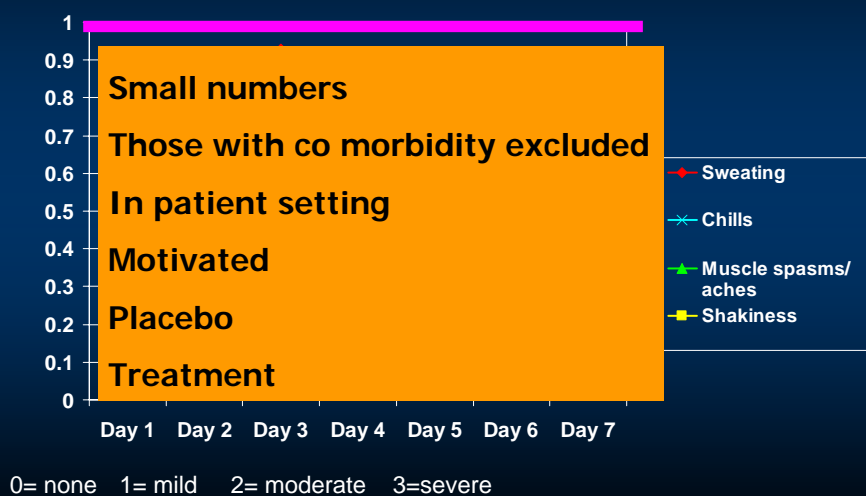 1
0.9
0.8
0.7
0.6
0.5
0.4
0.3
0.2
0.1
0
Small numbers
Those with co morbidity excluded
In patient setting
Motivated
Placebo
Treatment
Day 1 Day 2 Day 3 Day 4 Day 5 Day 6 Day 7
Sweating
Chills
Muscle spasms/
aches
Shakiness
0= none 1= mild 2= moderate 3=severe